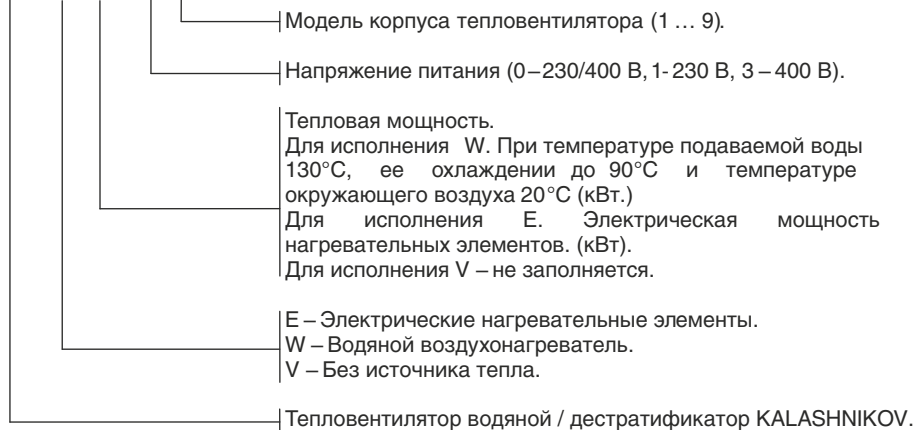 Модель корпуса тепловентилятора (1 … 9).
Напряжение питания (0–230/400 В, 1- 230 В, 3 – 400 В).
Тепловая мощность.
Для исполнения W. При температуре подаваемой воды
130°С, ее охлаждении до 90°С и температуре
окружающего воздуха 20°С (кВт.)
Для исполнения Е. Электрическая мощность
нагревательных элементов. (кВт).
Для исполнения V – не заполняется.
E – Электрические нагревательные элементы.
W – Водяной воздухонагреватель.
V – Без источника тепла.
Тепловентилятор водяной / дестратификатор KALASHNIKOV.